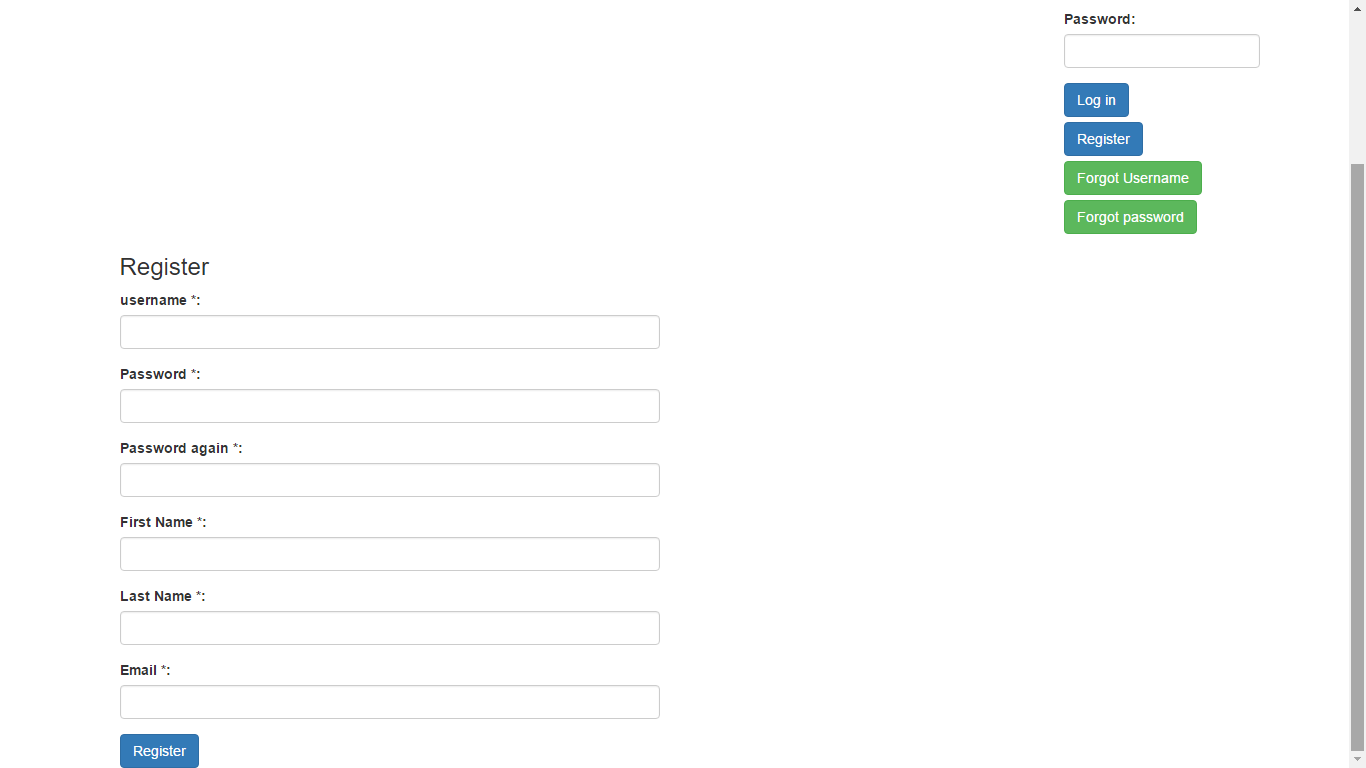 Password:
Log in
Register
Forgot Username
Forgot password
Register
username *:
Password *:
Password again *:
First Name *:
Last Name *:
Email *:
Register